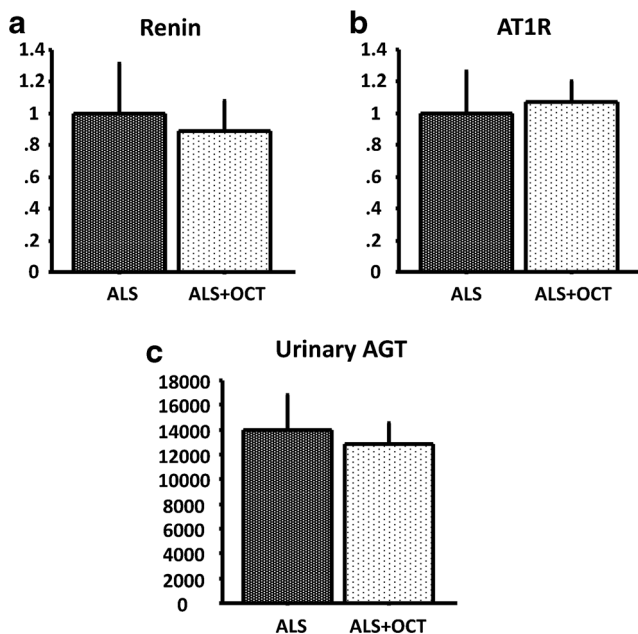 a
Renin
1.4
1.2
1
.8
.6
.4
.2
0
ALS
ALS+OCT
b
AT1R
1.4
1.2
1
.8
.6
.4
.2
0
ALS
ALS+OCT
c
Urinary AGT
18000
16000
14000
12000
10000
8000
6000
4000
2000
0
ALS
ALS+OCT